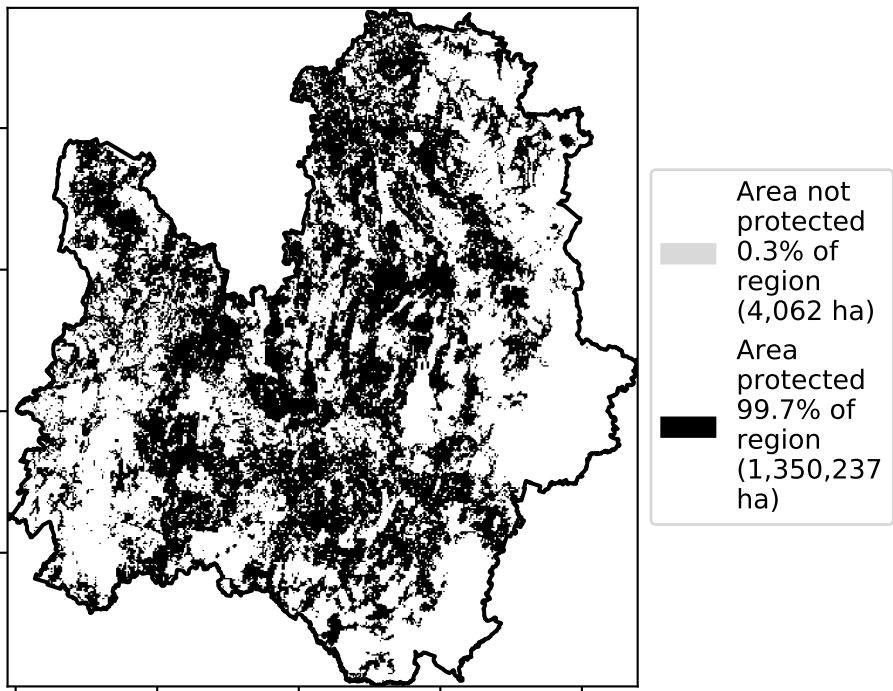 Area not
protected
0.3% of
region
(4,062 ha)
Area
protected
99.7% of
region
(1,350,237
ha)